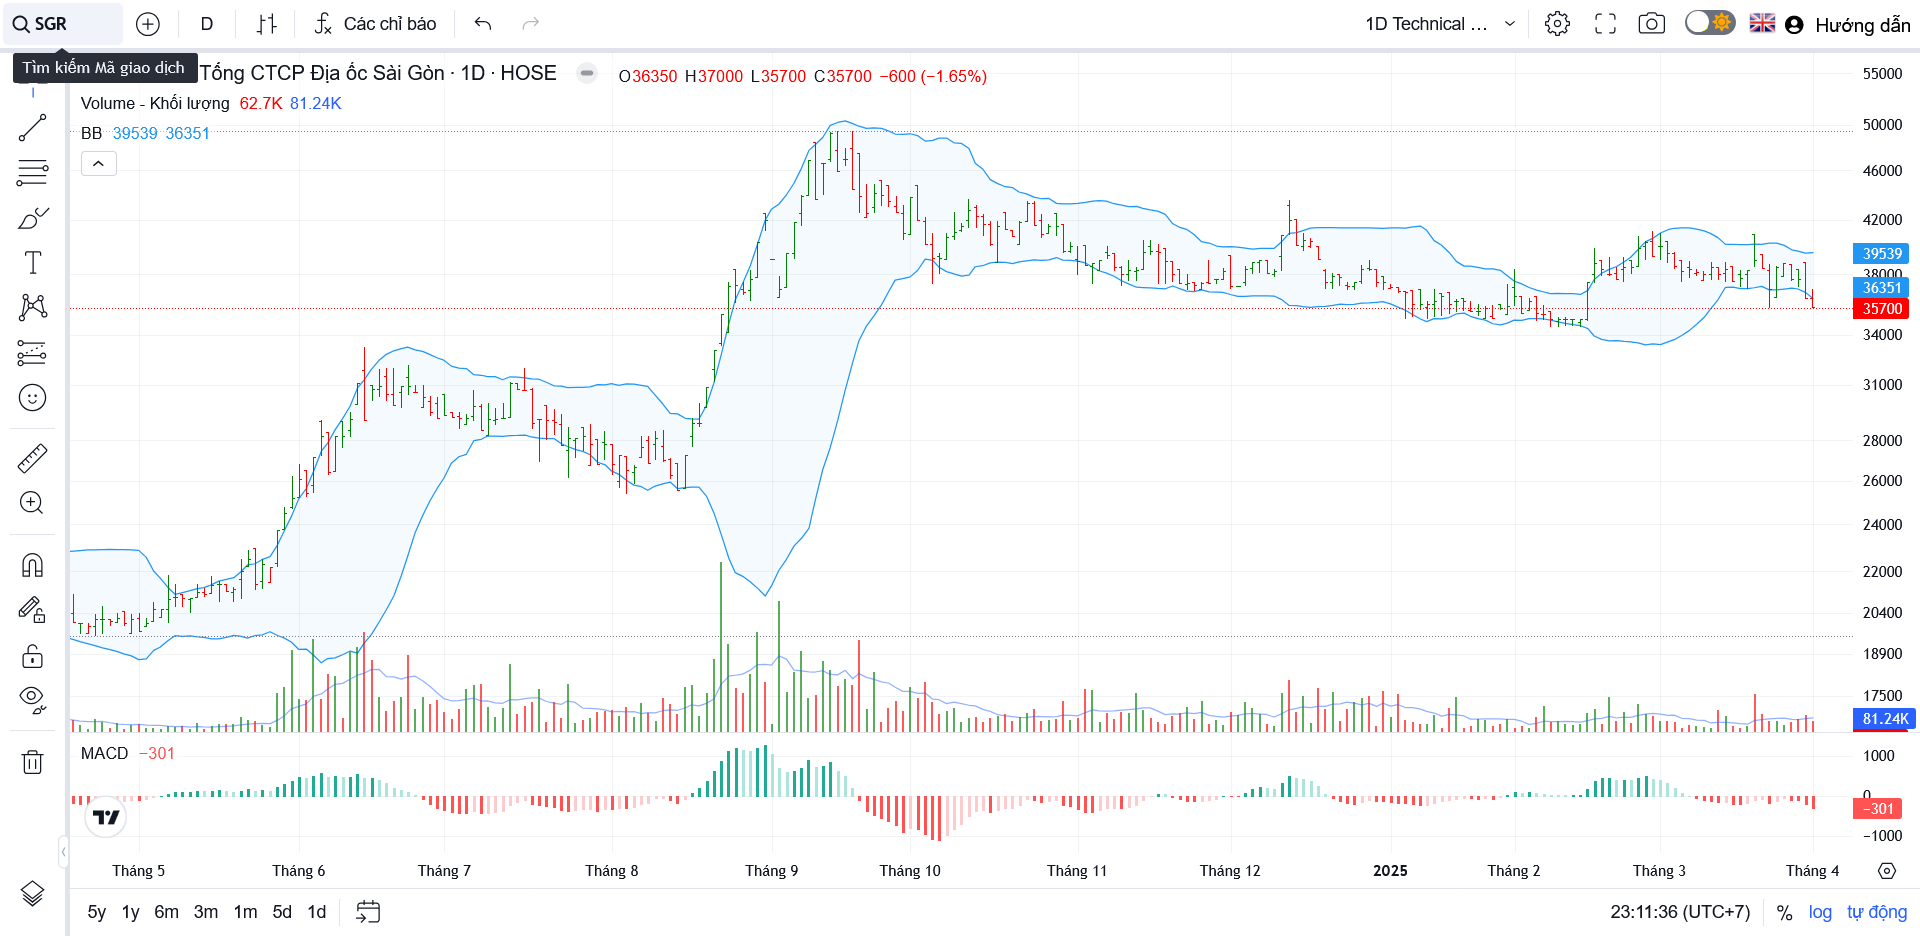 SGR
D
Các chỉ báo
1D Technical ...
Hướng dẫn
Tìm kiếm Mã giao dịch
Tổng CTCP Địa ốc Sài Gòn · 1D · HOSE
O36350 H37000 L35700 C35700 −600 (−1.65%)
Volume - Khối lượng 62.7K 81.24K
BB 39539 36351
55000
50000
46000
42000
39539
38000
36351
35700
34000
31000
28000
26000
24000
22000
20400
18900
17500
81.24K
MACD −301
1000
0
−301
−1000
Tháng 5 Tháng 6 Tháng 7 Tháng 8 Tháng 9 Tháng 10 Tháng 11 Tháng 12 2025 Tháng 2 Tháng 3 Tháng 4
5y 1y 6m 3m 1m 5d 1d
23:11:36 (UTC+7) % log tự động